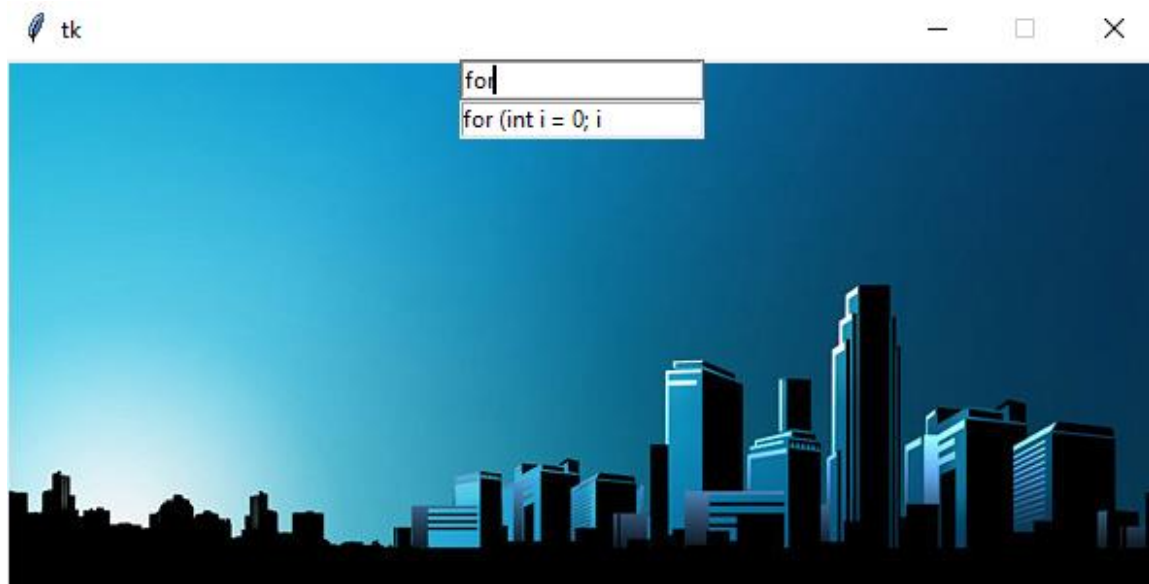 tk
for
for (int i = 0; i